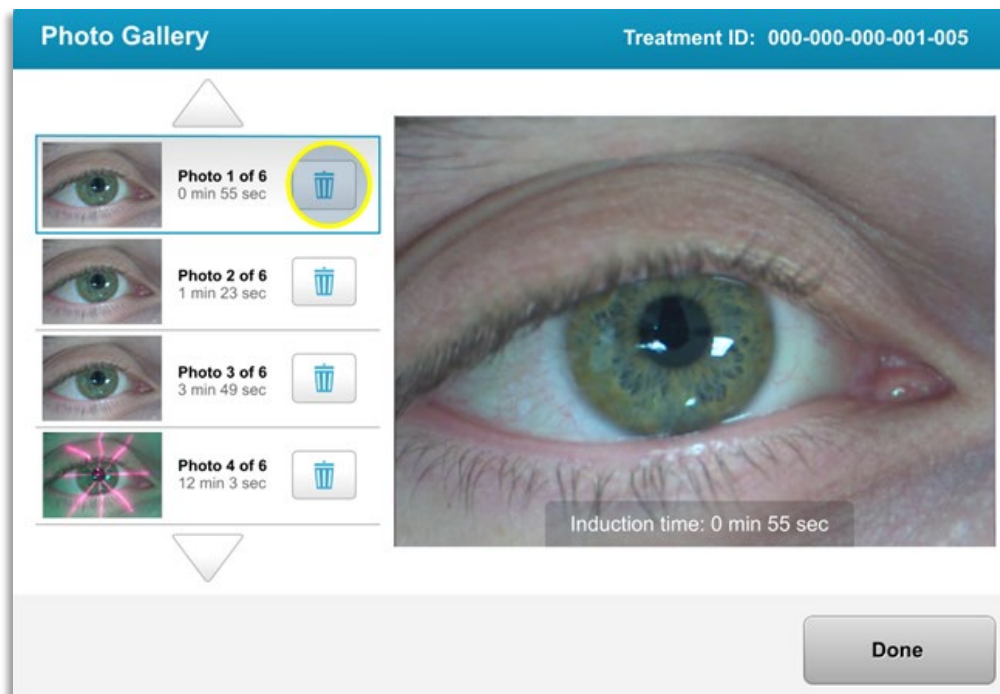 Photo Gallery
Treatment ID: 000-000-000-001-005
Photo 1 of 6
0 min 55 sec
Photo 2 of 6
1 min 23 sec
Photo 3 of 6
3 min 49 sec
Photo 4 of 6
12 min 3 sec
Induction time: 0 min 55 sec
Done